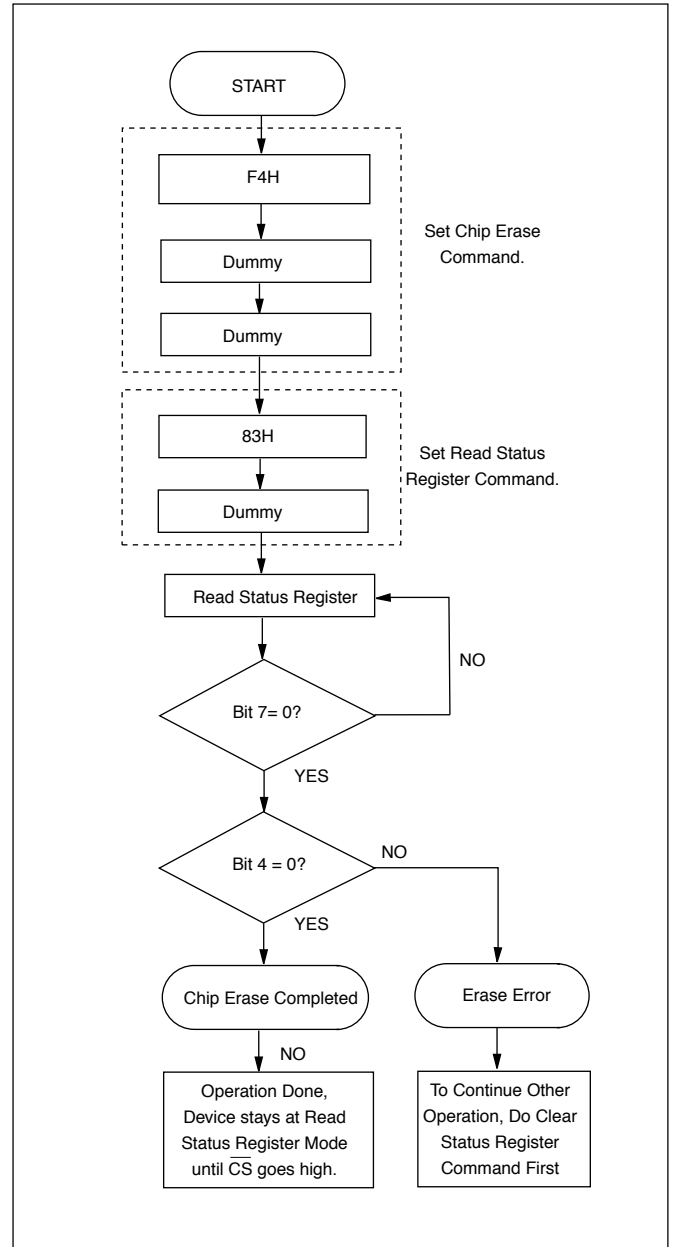 START
F4H
Dummy
Dummy
Set Chip Erase
Command.
83H
Dummy
Set Read Status
Register Command.
Read Status Register
NO
Bit 7= 0?
YES
Bit 4 = 0?
NO
YES
Chip Erase Completed
Erase Error
NO
Operation Done,
Device stays at Read
Status Register Mode
until C̅S̅ goes high.
To Continue Other
Operation, Do Clear
Status Register
Command First